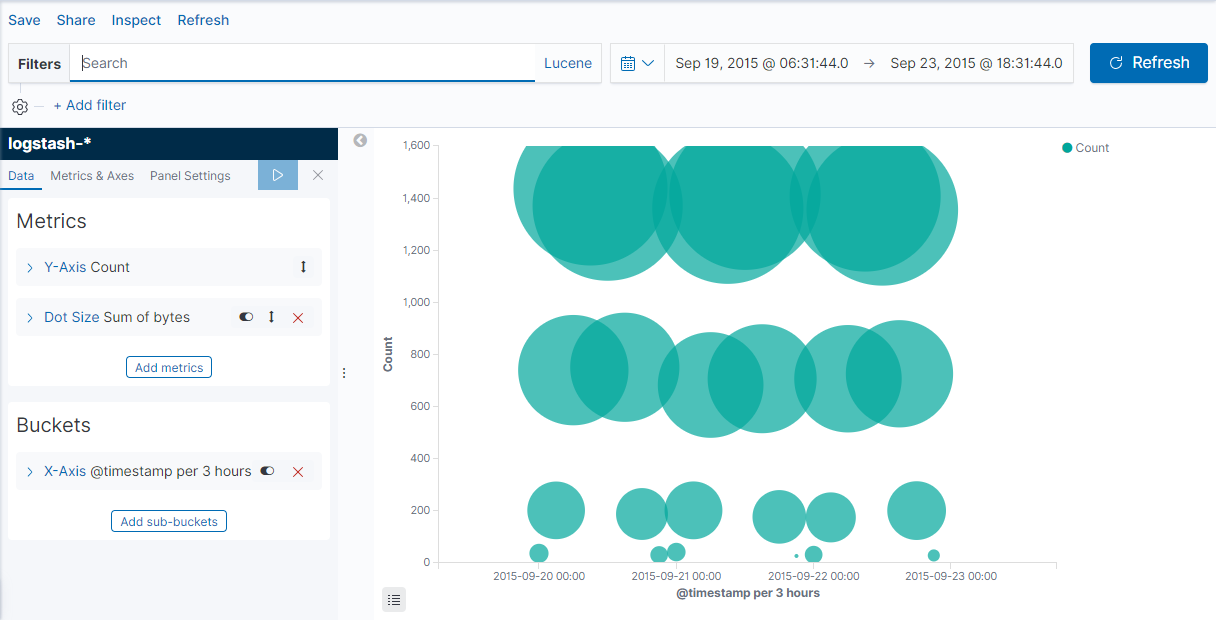 Save Share Inspect Refresh
Filters Search Lucene Sep 19, 2015 @ 06:31:44.0 → Sep 23, 2015 @ 18:31:44.0 Refresh
+ Add filter
logstash-*
Data Metrics & Axes Panel Settings
Metrics
Y-Axis Count
Dot Size Sum of bytes
Add metrics
Buckets
X-Axis @timestamp per 3 hours
Add sub-buckets
Count
1,600
1,400
1,200
1,000
800
600
400
200
0
Count
2015-09-20 00:00 2015-09-21 00:00 2015-09-22 00:00 2015-09-23 00:00
@timestamp per 3 hours